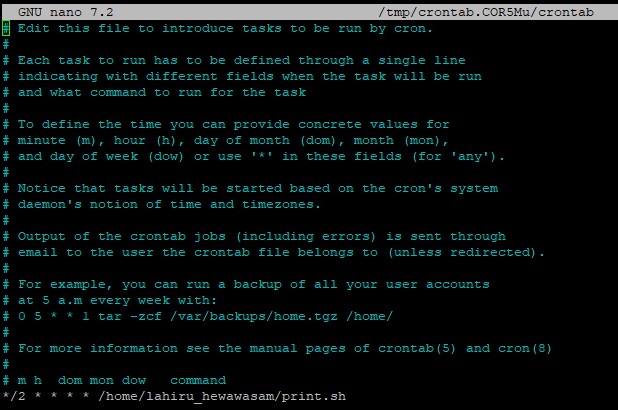 GNU nano 7.2 /tmp/crontab.COR5Mu/crontab
# Edit this file to introduce tasks to be run by cron.
#
# Each task to run has to be defined through a single line
# indicating with different fields when the task will be run
# and what command to run for the task
#
# To define the time you can provide concrete values for
# minute (m), hour (h), day of month (dom), month (mon),
# and day of week (dow) or use '*' in these fields (for 'any').
#
# Notice that tasks will be started based on the cron's system
# daemon's notion of time and timezones.
#
# Output of the crontab jobs (including errors) is sent through
# email to the user the crontab file belongs to (unless redirected).
#
# For example, you can run a backup of all your user accounts
# at 5 a.m every week with:
# 0 5 * * 1 tar -zcf /var/backups/home.tgz /home/
#
# For more information see the manual pages of crontab(5) and cron(8)
#
# m h  dom mon dow   command
*/2 * * * * /home/lahiru_hewawasam/print.sh